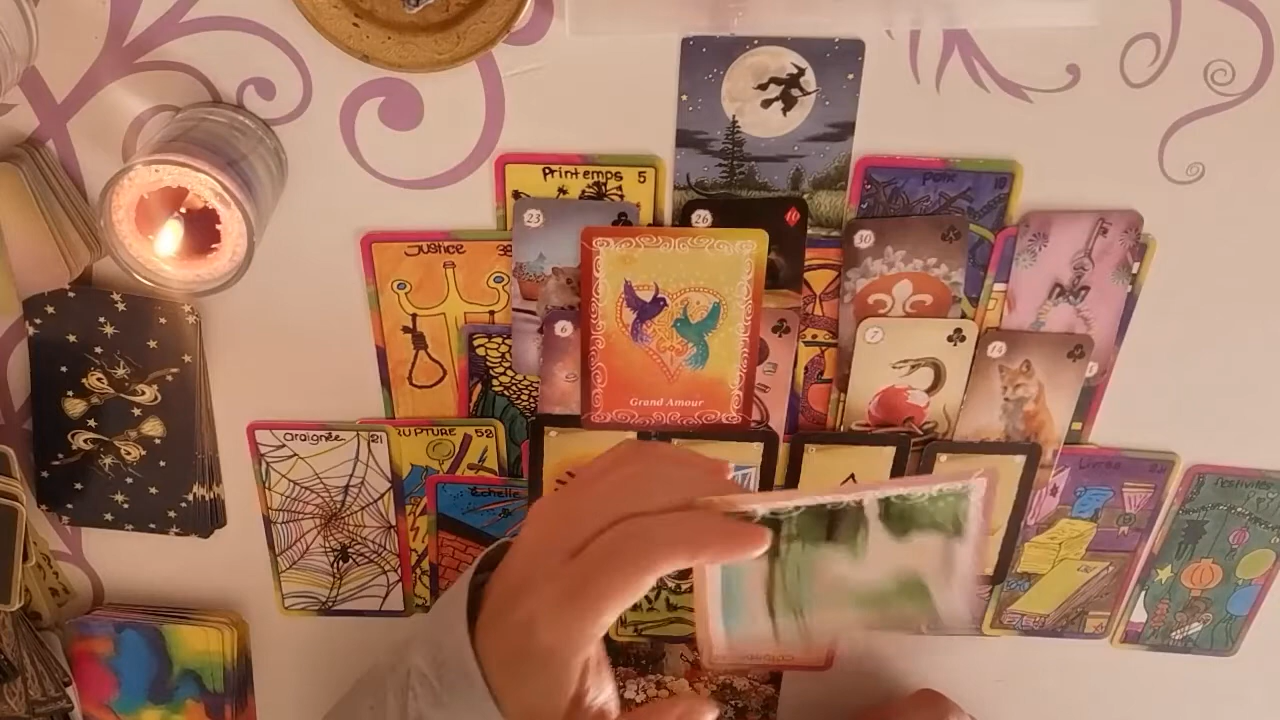 Printemps 5
Justice
23
26
10
30
6
Grand Amour
7
14
araignée 21
RUPTURE 52
Echelle
Livres
Festivités